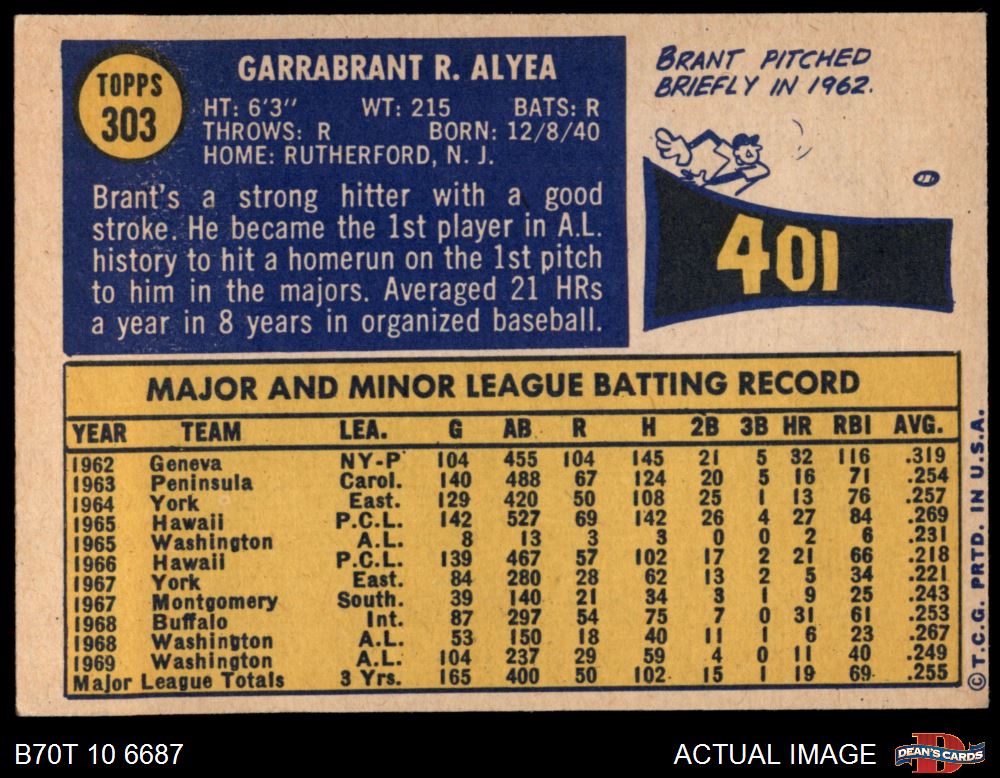 TOPPS
303
GARRABRANT R. ALYEA
HT: 6'3" WT: 215 BATS: R
THROWS: R BORN: 12/8/40
HOME: RUTHERFORD, N. J.
Brant's a strong hitter with a good
stroke. He became the 1st player in A.L.
history to hit a homerun on the 1st pitch
to him in the majors. Averaged 21 HRs
a year in 8 years in organized baseball.
BRANT PITCHED
BRIEFLY IN 1962.
401
MAJOR AND MINOR LEAGUE BATTING RECORD
YEAR TEAM LEA. G AB R H 2B 3B HR RBI AVG.
1962 Geneva NY-P 104 455 104 145 21 5 32 116 .319
1963 Peninsula Carol. 140 488 67 124 20 5 16 71 .254
1964 York East. 129 420 50 108 25 1 13 76 .257
1965 Hawaii P.C.L. 142 527 69 142 26 4 27 84 .269
1965 Washington A.L. 8 13 3 3 0 0 2 6 .231
1966 Hawaii P.C.L. 139 467 57 102 17 2 21 66 .218
1967 York East. 84 280 28 62 13 2 5 34 .221
1967 Montgomery South. 39 140 21 34 3 1 9 25 .243
1968 Buffalo Int. 87 297 54 75 7 0 31 61 .253
1968 Washington A.L. 53 150 18 40 11 1 6 23 .267
1969 Washington A.L. 104 237 29 59 4 0 11 40 .249
Major League Totals 3 Yrs. 165 400 50 102 15 1 19 69 .255
© T.C.G. PRTD. IN U.S.A.
B70T 10 6687
ACTUAL IMAGE
DEAN'S CARDS